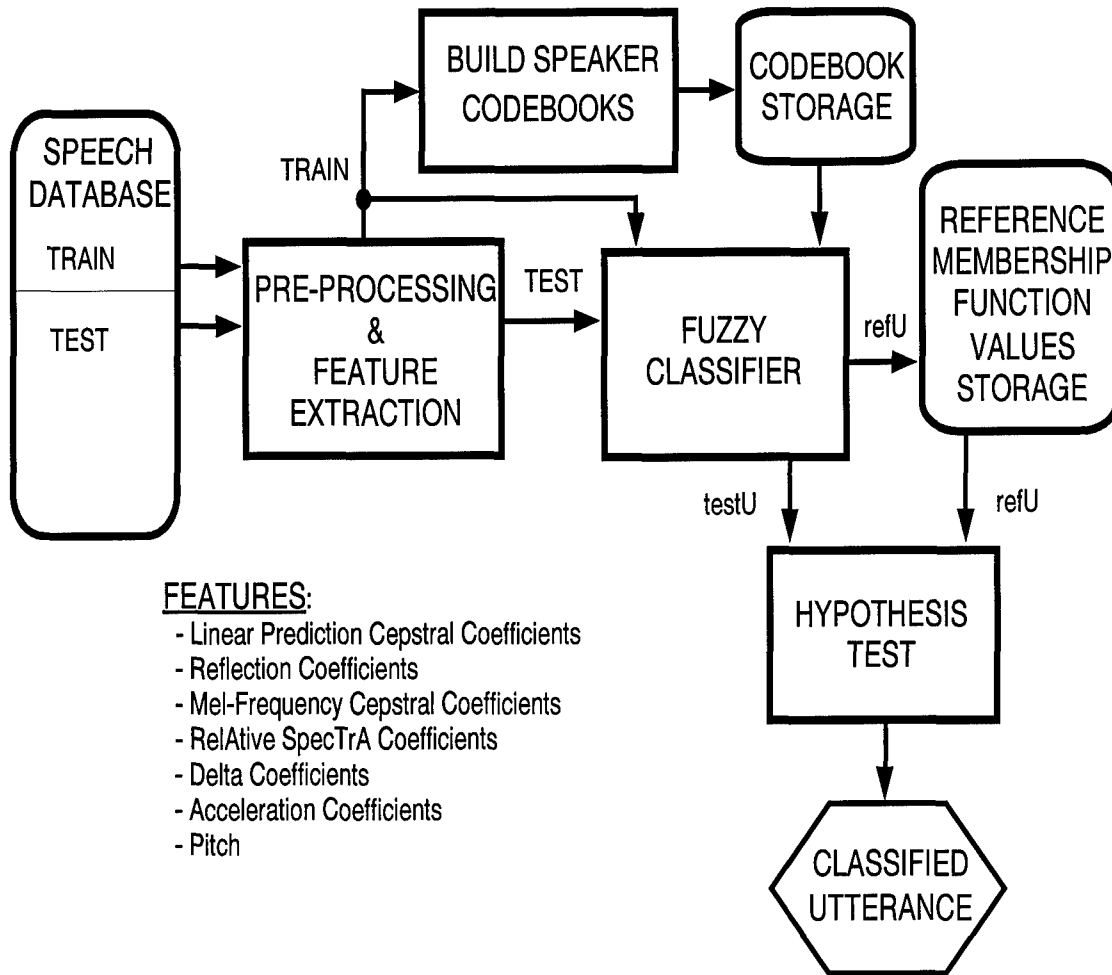 BUILD SPEAKER
CODEBOOKS
CODEBOOK
STORAGE
SPEECH
DATABASE
TRAIN
TEST
TRAIN
PRE-PROCESSING
&
FEATURE
EXTRACTION
TEST
FUZZY
CLASSIFIER
refU
REFERENCE
MEMBERSHIP
FUNCTION
VALUES
STORAGE
testU
refU
HYPOTHESIS
TEST
CLASSIFIED
UTTERANCE
FEATURES:
- Linear Prediction Cepstral Coefficients
- Reflection Coefficients
- Mel-Frequency Cepstral Coefficients
- RelAtive SpecTrA Coefficients
- Delta Coefficients
- Acceleration Coefficients
- Pitch